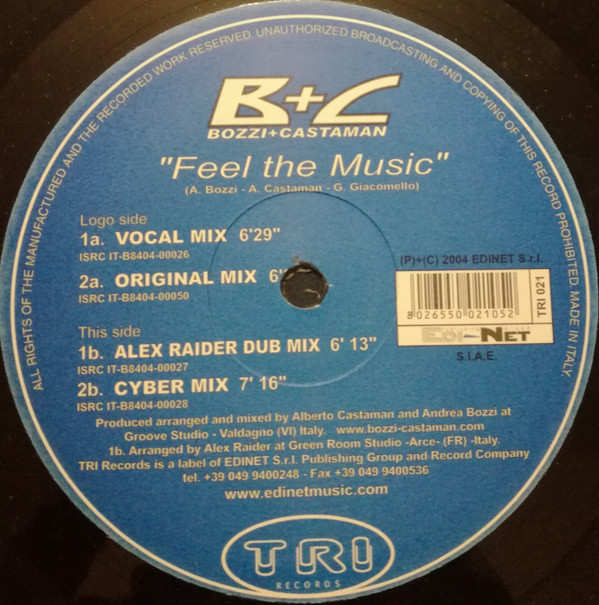 ALL RIGHTS OF THE MANUFACTURED AND THE RECORDED WORK RESERVED. UNAUTHORIZED BROADCASTING AND COPYING OF THIS RECORD PROHIBITED. MADE IN ITALY
B+C
BOZZI+CASTAMAN
"Feel the Music"
(A. Bozzi - A. Castaman - G. Giacomello)
Logo side
1a. VOCAL MIX 6'29"
ISRC IT-B8404-00026
2a. ORIGINAL MIX 6'
ISRC IT-B8404-00050
(P)+(C) 2004 EDINET S.r.l.
8026550021052
TRI 021
EDI-NET
S.I.A.E.
This side
1b. ALEX RAIDER DUB MIX 6' 13"
ISRC IT-B8404-00027
2b. CYBER MIX 7' 16"
ISRC IT-B8404-00028
Produced arranged and mixed by Alberto Castaman and Andrea Bozzi at
Groove Studio - Valdagno (VI) Italy. www.bozzi-castaman.com
1b. Arranged by Alex Raider at Green Room Studio -Arce- (FR) -Italy.
TRI Records is a label of EDINET S.r.l. Publishing Group and Record Company
tel. +39 049 9400248 - Fax +39 049 9400536
www.edinetmusic.com
TRI
RECORDS